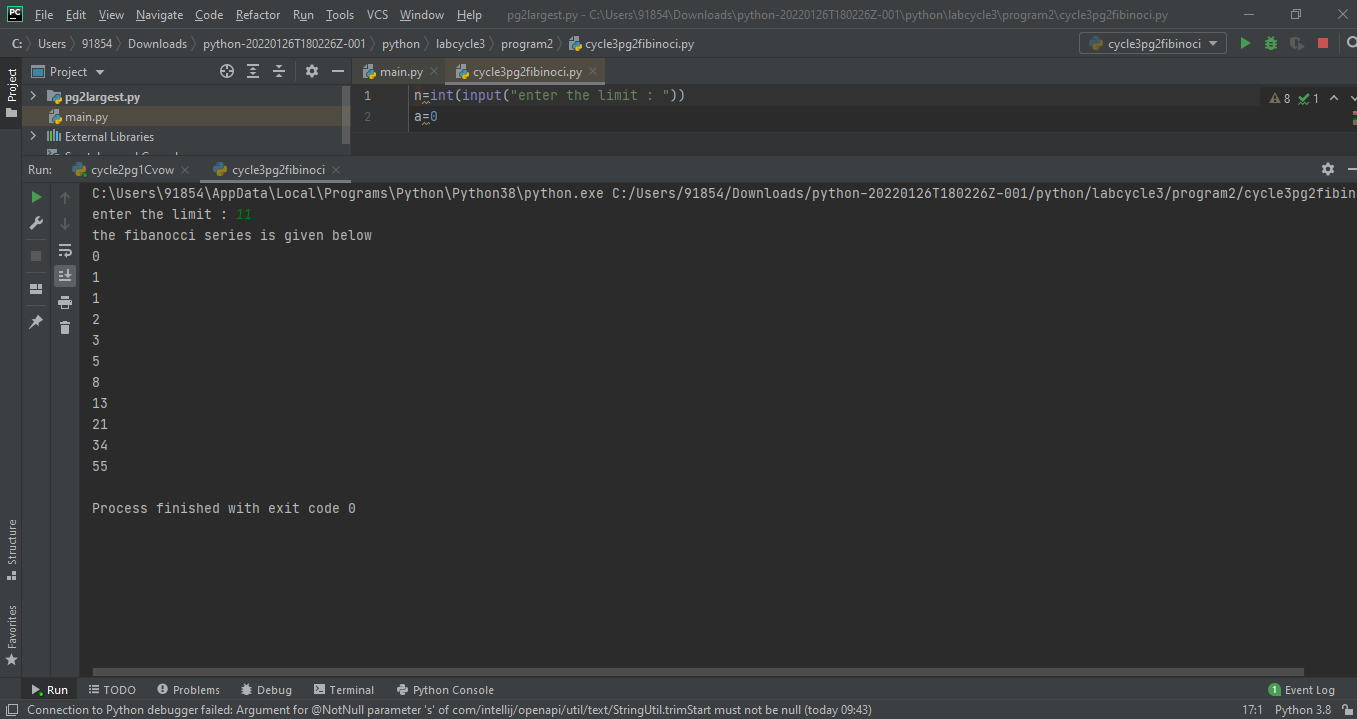 PC File Edit View Navigate Code Refactor Run Tools VCS Window Help pg2largest.py - C:\Users\91854\Downloads\python-20220126T180226Z-001\python\labcycle3\program2\cycle3pg2fibinoci.py
C: Users 91854 Downloads python-20220126T180226Z-001 python labcycle3 program2 cycle3pg2fibinoci.py cycle3pg2fibinoci
Project Project main.py cycle3pg2fibinoci.py
pg2largest.py 1 n=int(input("enter the limit : ")) 8 1
main.py 2 a=0
External Libraries
Run: cycle2pg1Cvow cycle3pg2fibinoci
C:\Users\91854\AppData\Local\Programs\Python\Python38\python.exe C:/Users/91854/Downloads/python-20220126T180226Z-001/python/labcycle3/program2/cycle3pg2fibin
enter the limit : 11
the fibanocci series is given below
0
1
1
2
3
5
8
13
21
34
55
Process finished with exit code 0
Structure
Favorites
Run TODO Problems Debug Terminal Python Console 1 Event Log
Connection to Python debugger failed: Argument for @NotNull parameter 's' of com/intellij/openapi/util/text/StringUtil.trimStart must not be null (today 09:43) 17:1 Python 3.8